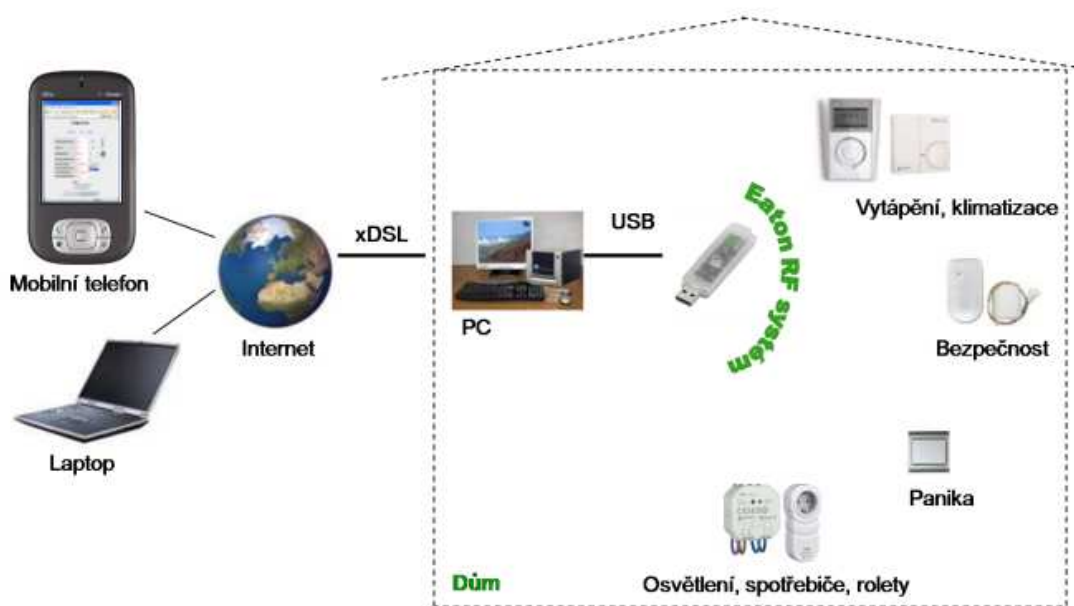 Mobilní telefon
Laptop
Internet
xDSL
PC
USB
Eaton RF systém
Vytápění, klimatizace
Bezpečnost
Panika
Osvětlení, spotřebiče, rolety
Dům